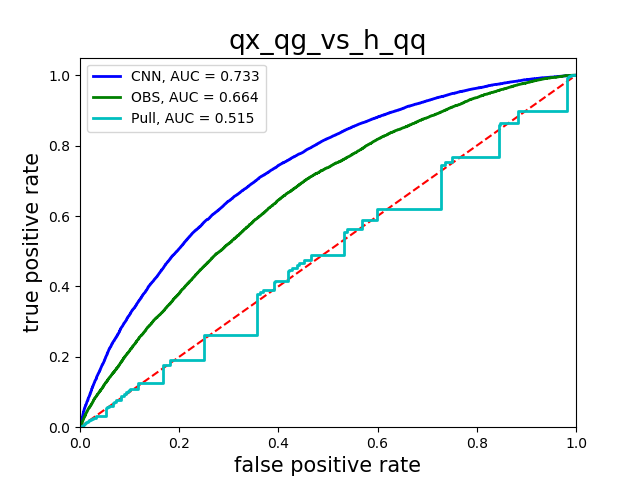 qx_qg_vs_h_qq
CNN, AUC = 0.733
OBS, AUC = 0.664
Pull, AUC = 0.515
true positive rate
1.0
0.8
0.6
0.4
0.2
0.0
0.0 0.2 0.4 0.6 0.8 1.0
false positive rate